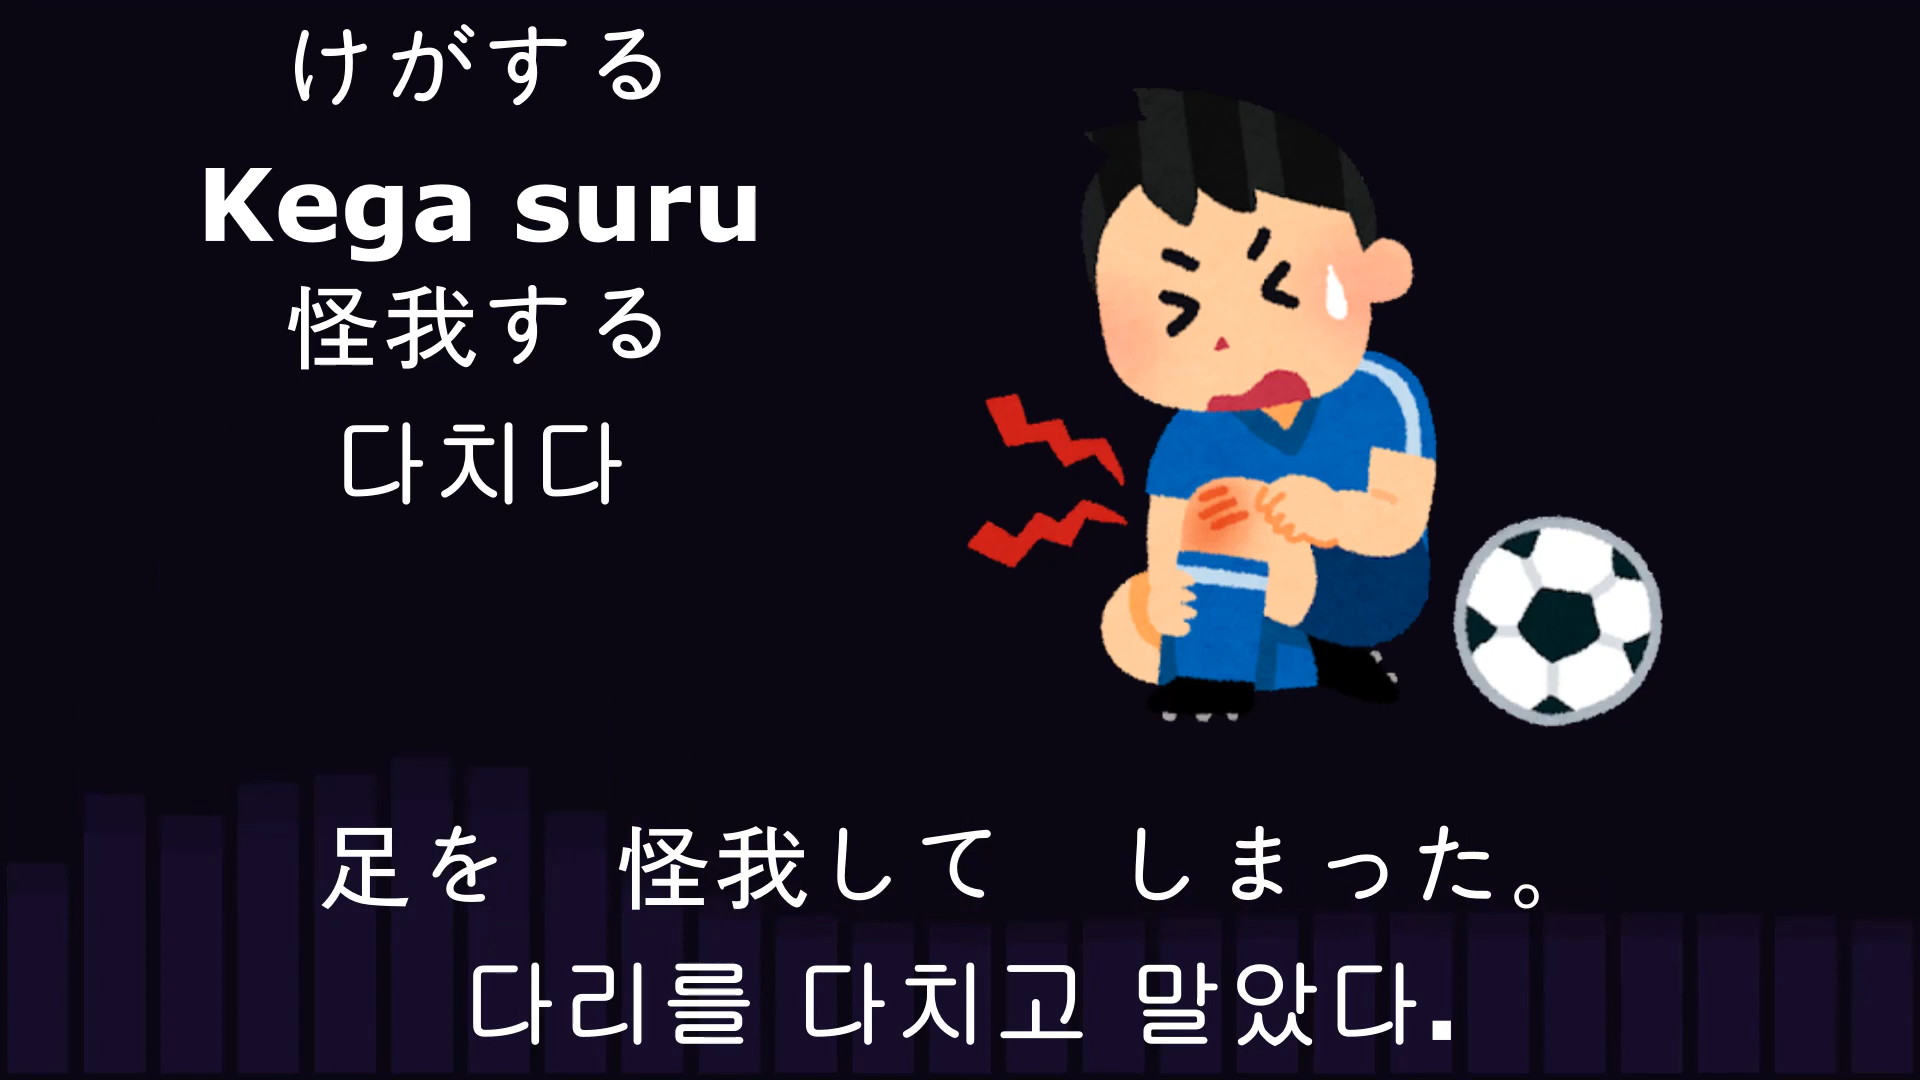 けがする
Kega suru
怪我する
다치다
足を　怪我して　しまった。
다리를 다치고 말았다.